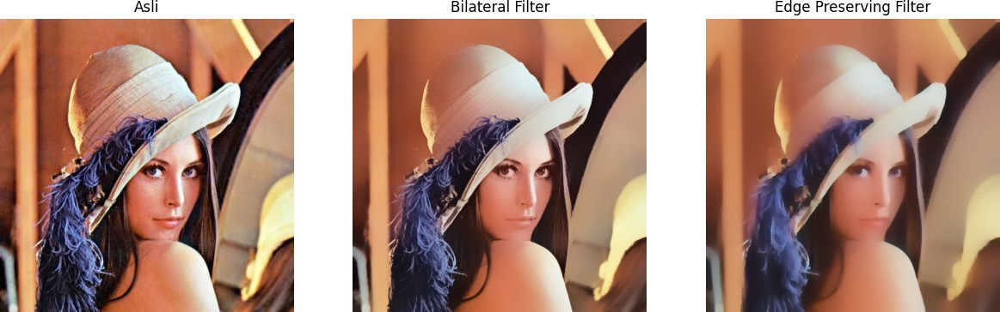 Asli
Bilateral Filter
Edge Preserving Filter